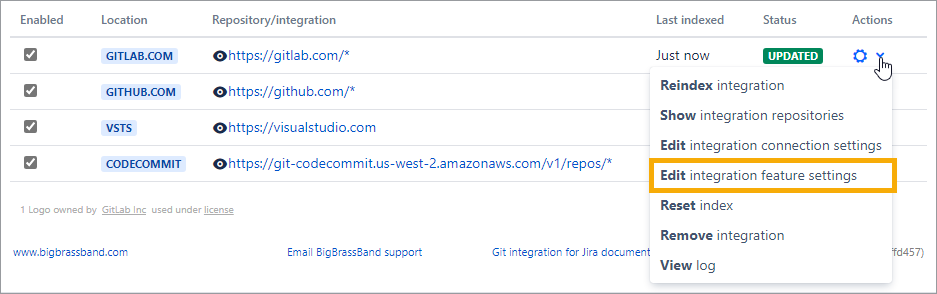 Enabled Location Repository/integration Last indexed Status Actions
GITLAB.COM https://gitlab.com/* Just now UPDATED
GITHUB.COM https://github.com/*
VSTS https://visualstudio.com
CODECOMMIT https://git-codecommit.us-west-2.amazonaws.com/v1/repos/*
Reindex integration
Show integration repositories
Edit integration connection settings
Edit integration feature settings
Reset index
Remove integration
View log
1 Logo owned by GitLab Inc used under license
www.bigbrassband.com Email BigBrassBand support Git integration for Jira document ffd457)